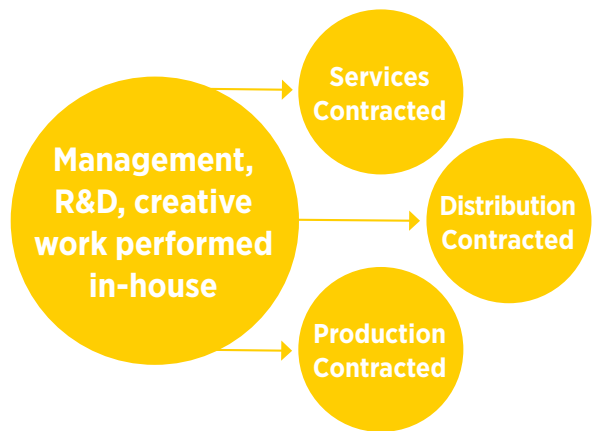 Management,
R&D, creative
work performed
in-house
Services
Contracted
Distribution
Contracted
Production
Contracted